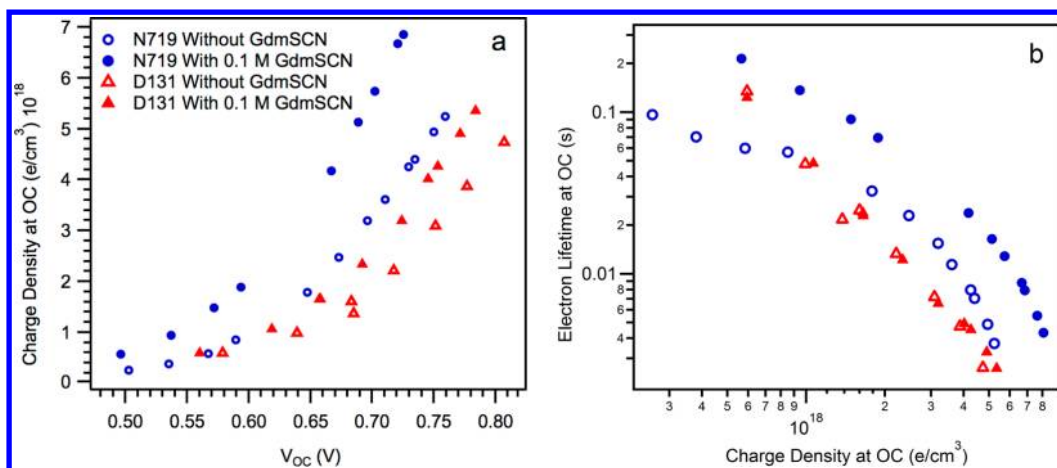 7
6
5
4
3
2
1
0
Charge Density at OC (e/cm³) 10¹⁸
N719 Without GdmSCN
N719 With 0.1 M GdmSCN
D131 Without GdmSCN
D131 With 0.1 M GdmSCN
a
0.50 0.55 0.60 0.65 0.70 0.75 0.80
V_OC (V)
b
2
0.1
8
6
4
2
0.01
8
6
4
3
Electron Lifetime at OC (s)
3 4 5 6 7 8 9 2 3 4 5 6 7 8
10¹⁸
Charge Density at OC (e/cm³)